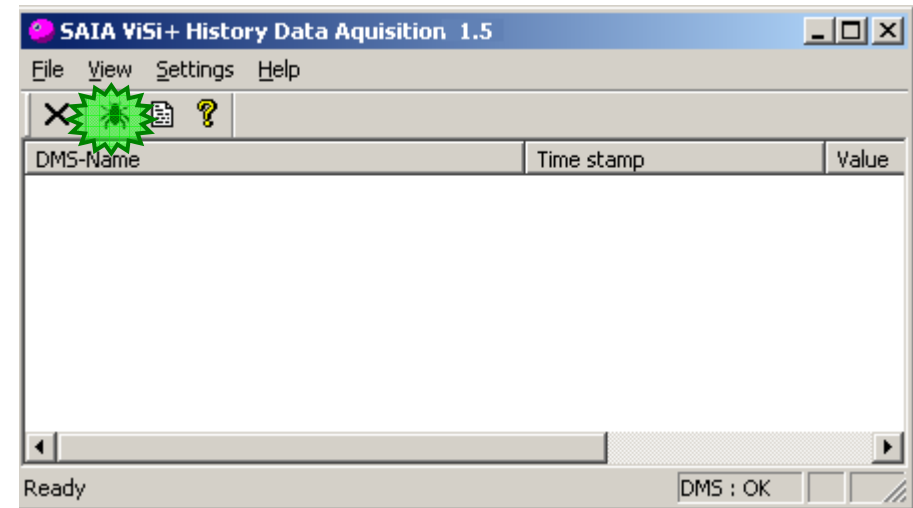 SAIA ViSi+ History Data Aquisition 1.5
File View Settings Help
DMS-Name Time stamp Value
Ready DMS : OK